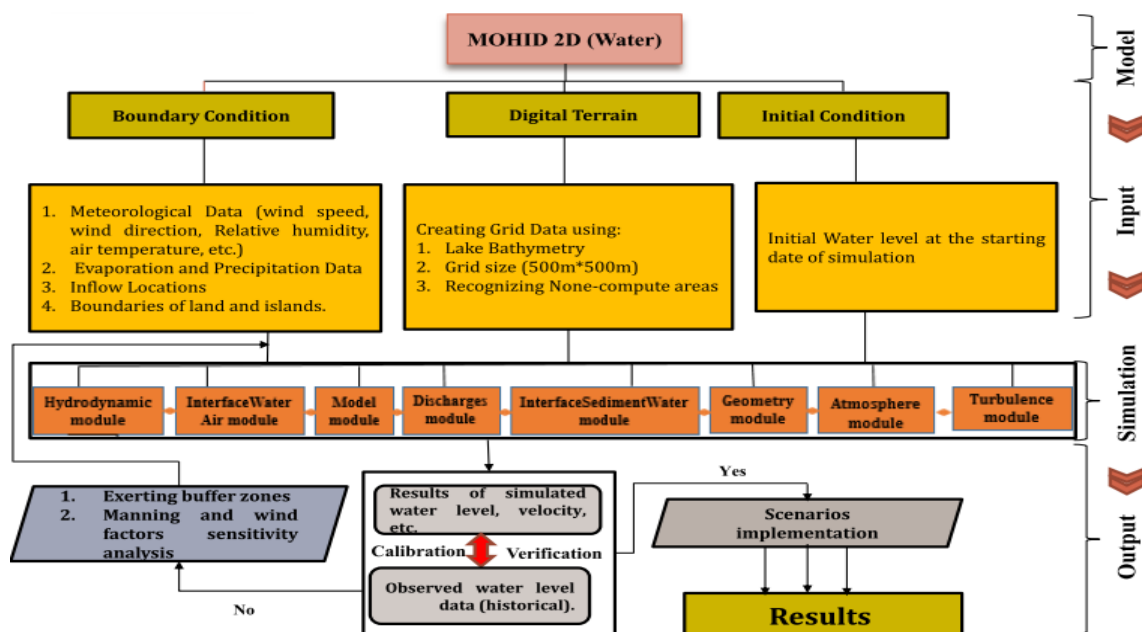 MOHID 2D (Water)
Model
Boundary Condition
Digital Terrain
Initial Condition
1. Meteorological Data (wind speed,
wind direction, Relative humidity,
air temperature, etc.)
2. Evaporation and Precipitation Data
3. Inflow Locations
4. Boundaries of land and islands.
Creating Grid Data using:
1. Lake Bathymetry
2. Grid size (500m*500m)
3. Recognizing None-compute areas
Initial Water level at the starting
date of simulation
Input
Hydrodynamic
module
InterfaceWater
Air module
Model
module
Discharges
module
InterfaceSedimentWater
module
Geometry
module
Atmosphere
module
Turbulence
module
Simulation
1. Exerting buffer zones
2. Manning and wind
factors sensitivity
analysis
No
Results of simulated
water level, velocity,
etc.
Calibration
Verification
Observed water level
data (historical).
Yes
Scenarios
implementation
Results
Output